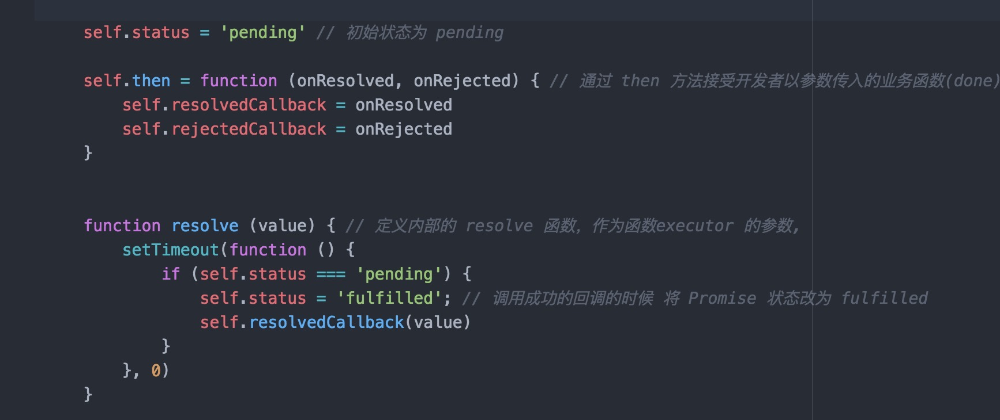 self.status = 'pending' // 初始状态为 pending
self.then = function (onResolved, onRejected) { // 通过 then 方法接受开发者以参数传入的业务函数(done)
self.resolvedCallback = onResolved
self.rejectedCallback = onRejected
}
function resolve (value) { // 定义内部的 resolve 函数，作为函数executor 的参数,
setTimeout(function () {
if (self.status === 'pending') {
self.status = 'fulfilled'; // 调用成功的回调的时候 将 Promise 状态改为 fulfilled
self.resolvedCallback(value)
}
}, 0)
}